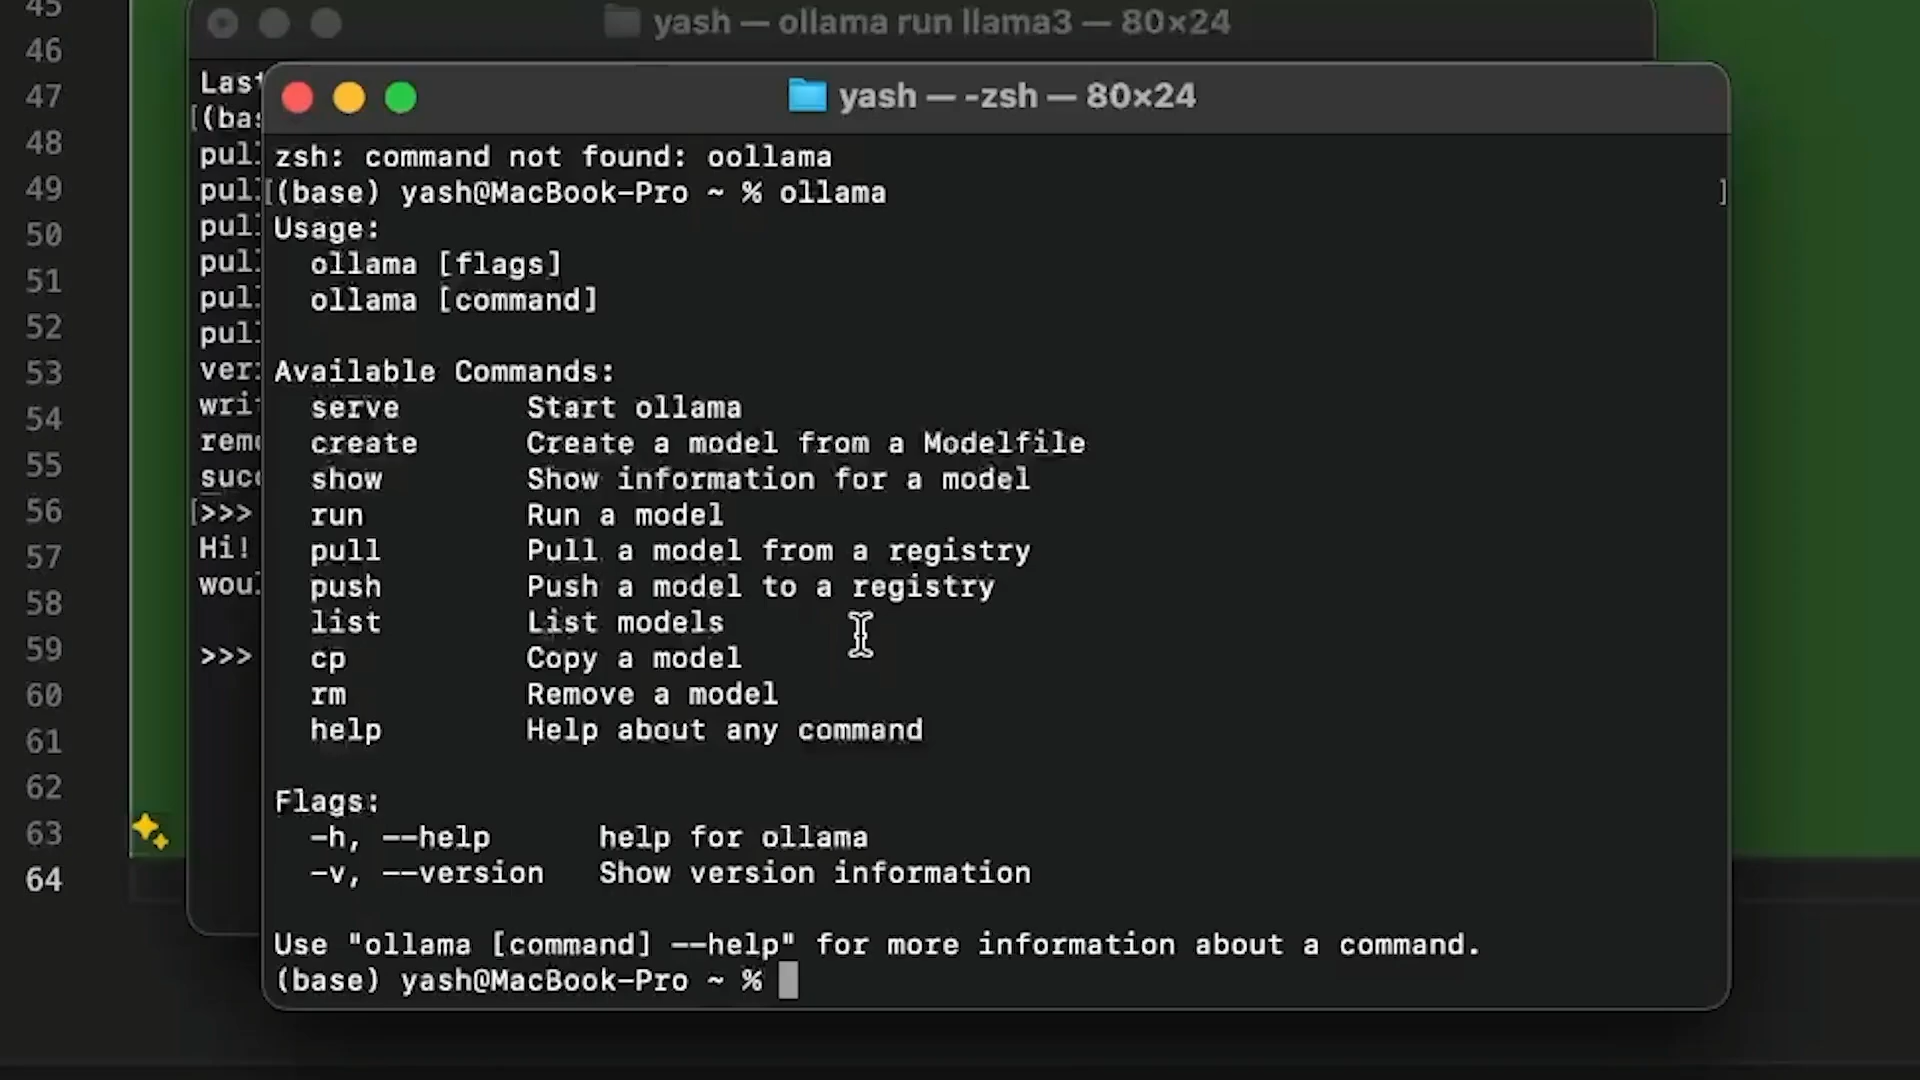 45
46
47
48
49
50
51
52
53
54
55
56
57
58
59
60
61
62
63
64
yash — ollama run llama3 — 80×24
[(
>>>
Hi!
>>>
yash — -zsh — 80×24
zsh: command not found: oollama
[(base) yash@MacBook-Pro ~ % ollama ]
Usage:
ollama [flags]
ollama [command]
Available Commands:
serve Start ollama
create Create a model from a Modelfile
show Show information for a model
run Run a model
pull Pull a model from a registry
push Push a model to a registry
list List models
cp Copy a model
rm Remove a model
help Help about any command
Flags:
-h, --help help for ollama
-v, --version Show version information
Use "ollama [command] --help" for more information about a command.
(base) yash@MacBook-Pro ~ %